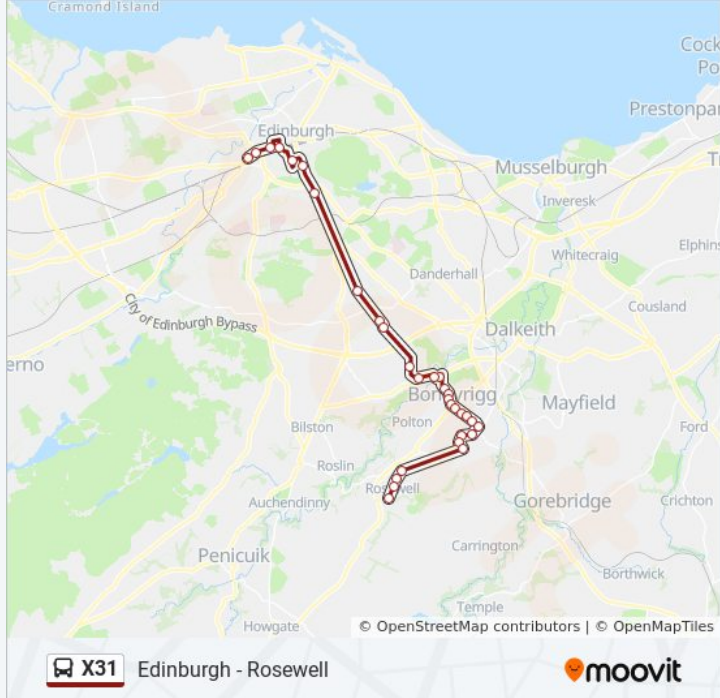 Cramond Island
Cock
Po
Edinburgh
Prestonpa
Musselburgh
T
Inveresk
Elphins
Whitecraig
Danderhall
Cousland
City of Edinburgh Bypass
Dalkeith
erno
Bonnyrigg
Mayfield
Polton
Bilston
Ford
Roslin
Rosewell
Auchendinny
Gorebridge
Crichton
Carrington
Penicuik
Borthwick
Temple
Howgate
© OpenStreetMap contributors | © OpenMapTiles
X31 Edinburgh - Rosewell
moovit